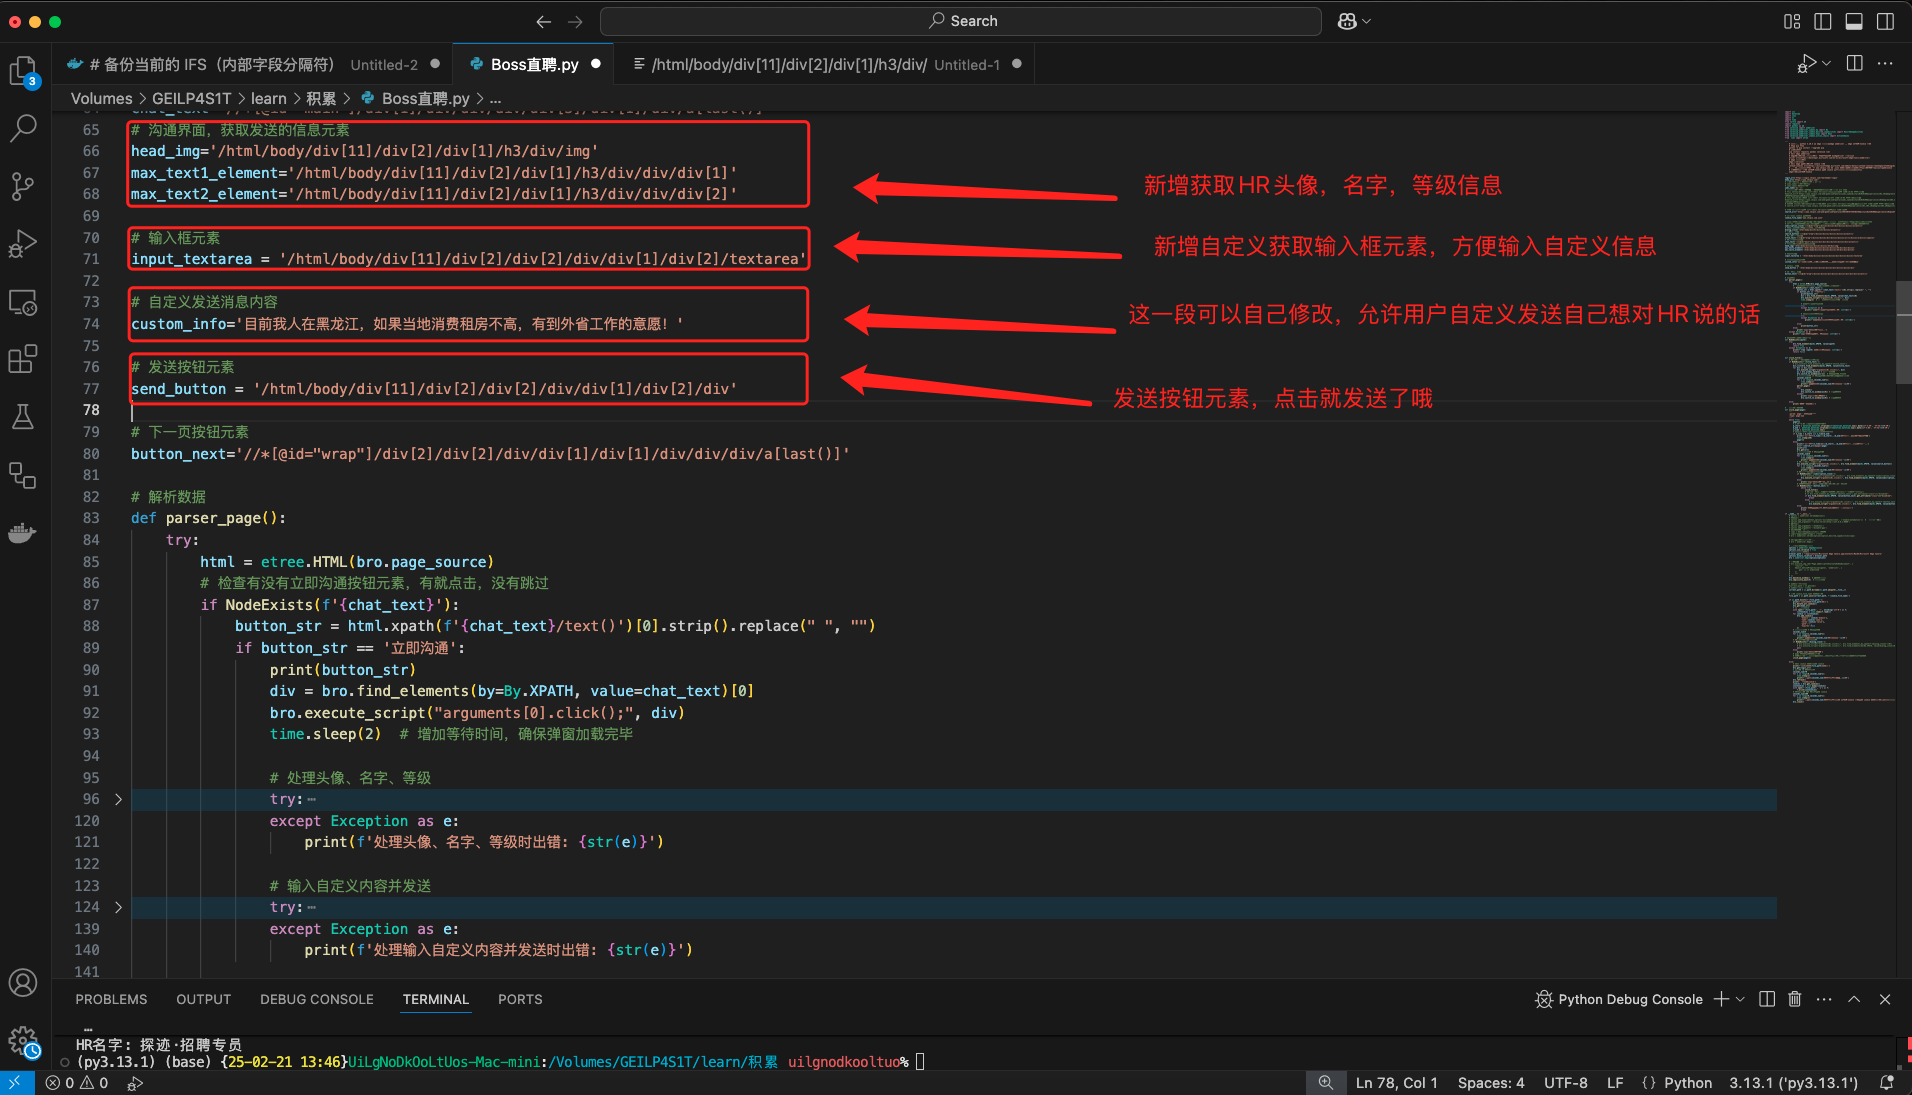 Search
# 备份当前的 IFS（内部字段分隔符） Untitled-2
Boss直聘.py
/html/body/div[11]/div[2]/div[1]/h3/div/ Untitled-1
3
Volumes > GEILP4S1T > learn > 积累 > Boss直聘.py > ...
65 # 沟通界面，获取发送的信息元素
66 head_img='/html/body/div[11]/div[2]/div[1]/h3/div/img'
67 max_text1_element='/html/body/div[11]/div[2]/div[1]/h3/div/div/div[1]'
68 max_text2_element='/html/body/div[11]/div[2]/div[1]/h3/div/div[2]'
新增获取HR头像，名字，等级信息
69
70 # 输入框元素
71 input_textarea = '/html/body/div[11]/div[2]/div[2]/div/div[1]/div[2]/textarea'
新增自定义获取输入框元素，方便输入自定义信息
72
73 # 自定义发送消息内容
74 custom_info='目前我人在黑龙江，如果当地消费租房不高，有到外省工作的意愿！'
这一段可以自己修改，允许用户自定义发送自己想对HR说的话
75
76 # 发送按钮元素
77 send_button = '/html/body/div[11]/div[2]/div[2]/div/div[1]/div[2]/div'
发送按钮元素，点击就发送了哦
78
79 # 下一页按钮元素
80 button_next='//*[@id="wrap"]/div[2]/div[2]/div/div[1]/div[1]/div/div/div/a[last()]'
81
82 # 解析数据
83 def parser_page():
84 try:
85 html = etree.HTML(bro.page_source)
86 # 检查有没有立即沟通按钮元素，有就点击，没有跳过
87 if NodeExists(f'{chat_text}'):
88 button_str = html.xpath(f'{chat_text}/text()')[0].strip().replace(" ", "")
89 if button_str == '立即沟通':
90 print(button_str)
91 div = bro.find_elements(by=By.XPATH, value=chat_text)[0]
92 bro.execute_script("arguments[0].click();", div)
93 time.sleep(2) # 增加等待时间，确保弹窗加载完毕
94
95 # 处理头像、名字、等级
96 try:⋯
120 except Exception as e:
121 print(f'处理头像、名字、等级时出错: {str(e)}')
122
123 # 输入自定义内容并发送
124 try:⋯
139 except Exception as e:
140 print(f'处理输入自定义内容并发送时出错: {str(e)}')
141
PROBLEMS OUTPUT DEBUG CONSOLE TERMINAL PORTS
Python Debug Console
…
HR名字: 探迹·招聘专员
(py3.13.1) (base) {25-02-21 13:46}UiLgNoDkOoLtUos-Mac-mini:/Volumes/GEILP4S1T/learn/积累 uilgnodkooltuo%
0 0
Ln 78, Col 1 Spaces: 4 UTF-8 LF {} Python 3.13.1 ('py3.13.1')